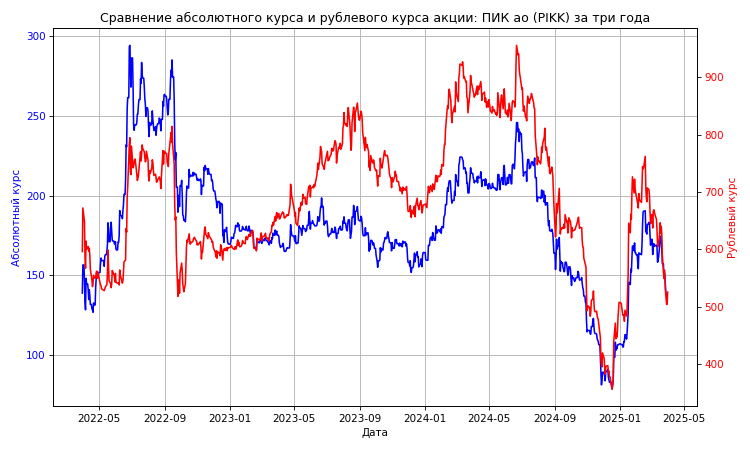 Сравнение абсолютного курса и рублевого курса акции: ПИК ао (PIKK) за три года
300
250
200
150
100
Абсолютный курс
900
800
700
600
500
400
Рублевый курс
2022-05 2022-09 2023-01 2023-05 2023-09 2024-01 2024-05 2024-09 2025-01 2025-05
Дата